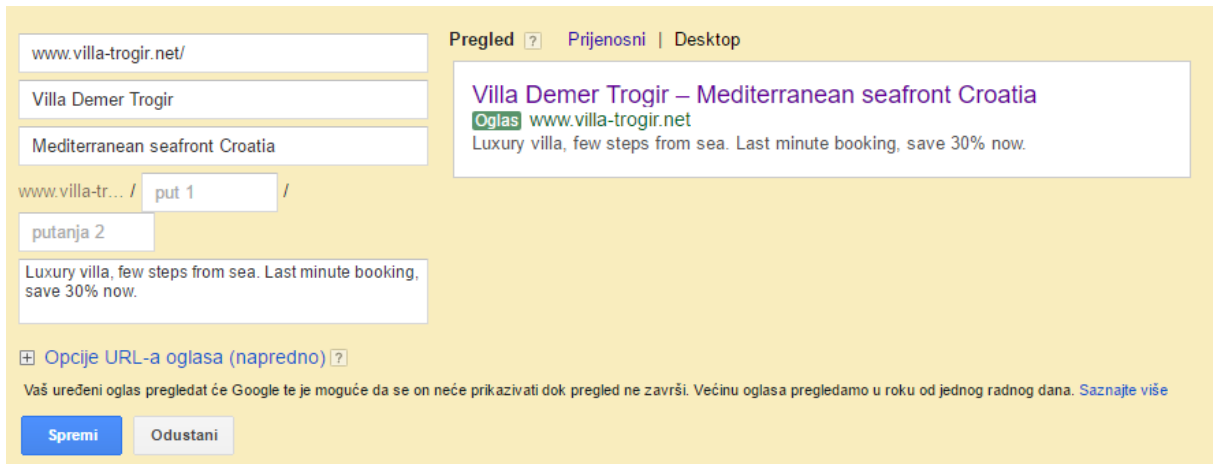 www.villa-trogir.net/
Villa Demer Trogir
Mediterranean seafront Croatia
www.villa-tr... / put 1 /
putanja 2
Luxury villa, few steps from sea. Last minute booking,
save 30% now.
Pregled ? Prijenosni | Desktop
Villa Demer Trogir – Mediterranean seafront Croatia
Oglas www.villa-trogir.net
Luxury villa, few steps from sea. Last minute booking, save 30% now.
Opcije URL-a oglasa (napredno) ?
Vaš uređeni oglas pregledat će Google te je moguće da se on neće prikazivati dok pregled ne završi. Većinu oglasa pregledamo u roku od jednog radnog dana. Saznajte više
Spremi Odustani